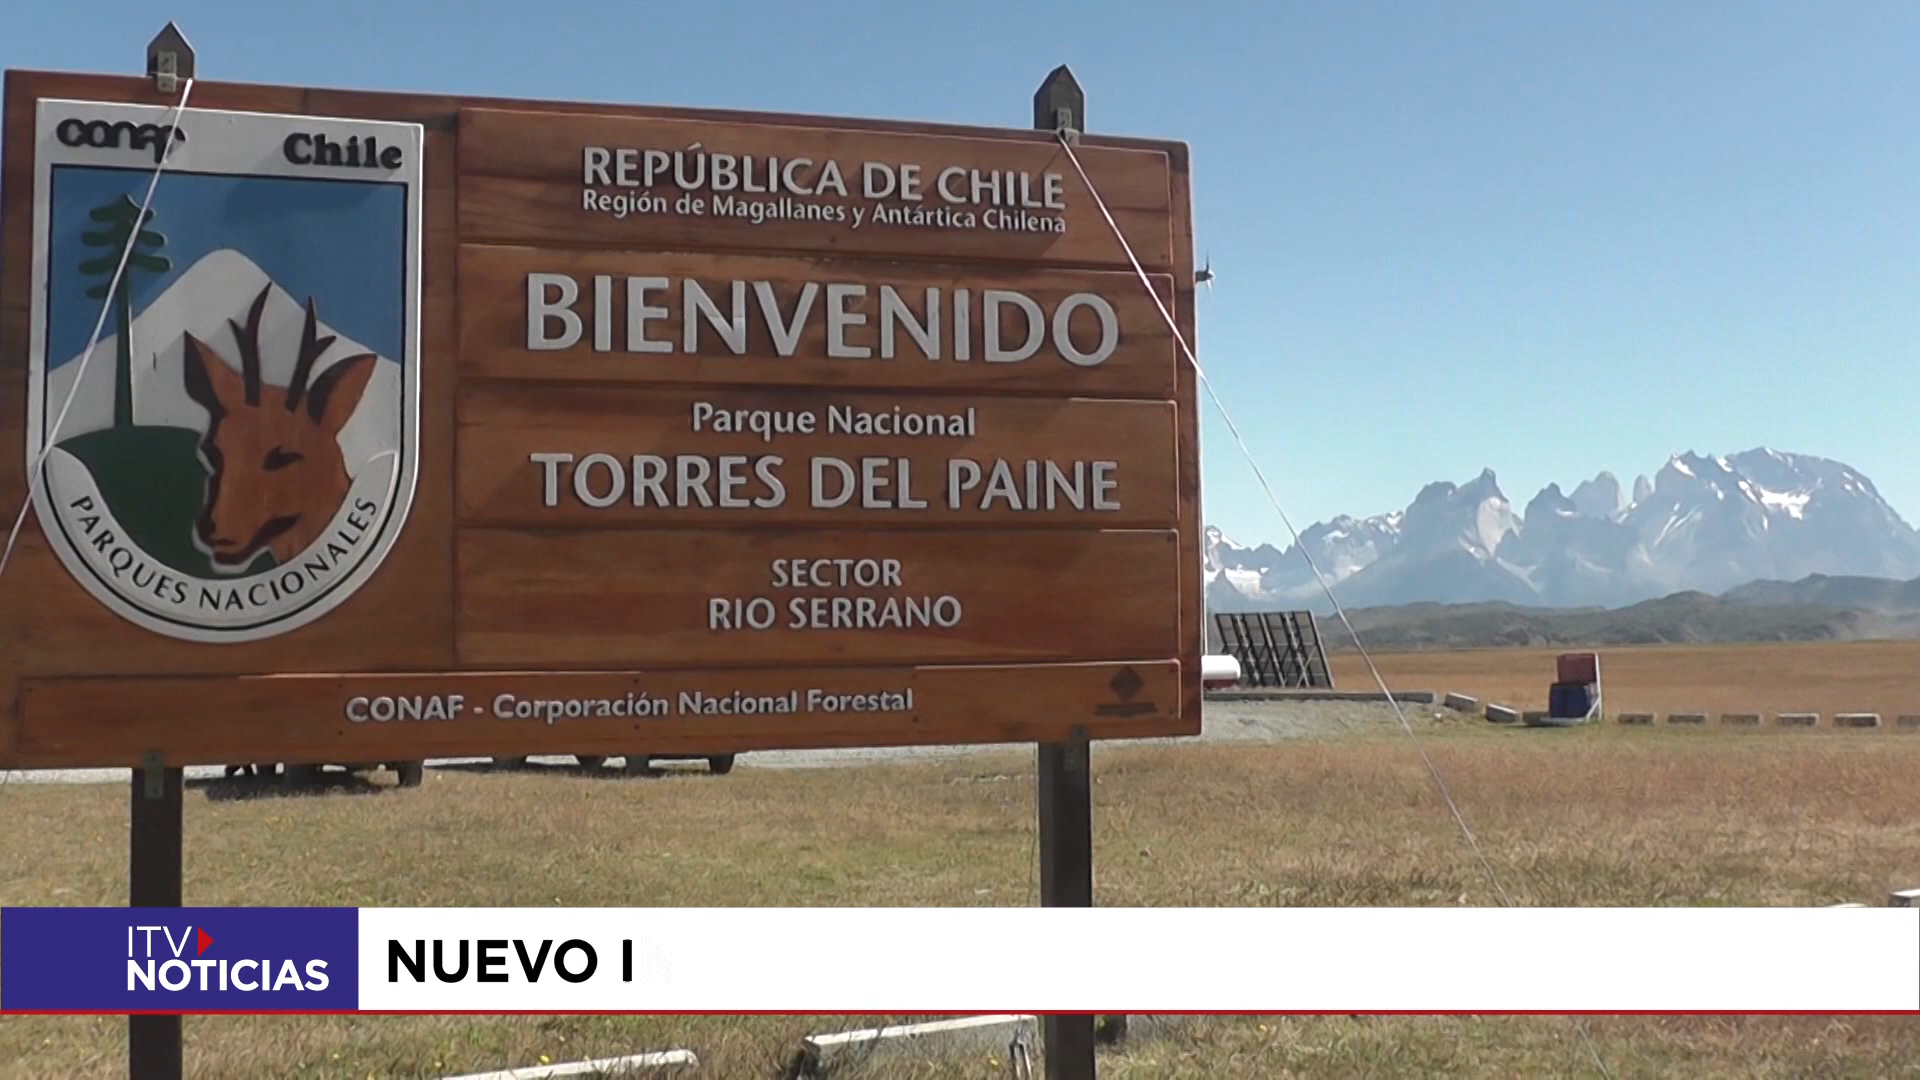 conaf Chile
PARQUES NACIONALES
REPÚBLICA DE CHILE
Región de Magallanes y Antártica Chilena
BIENVENIDO
Parque Nacional
TORRES DEL PAINE
SECTOR
RIO SERRANO
CONAF - Corporación Nacional Forestal
ITV
NOTICIAS
NUEVO I